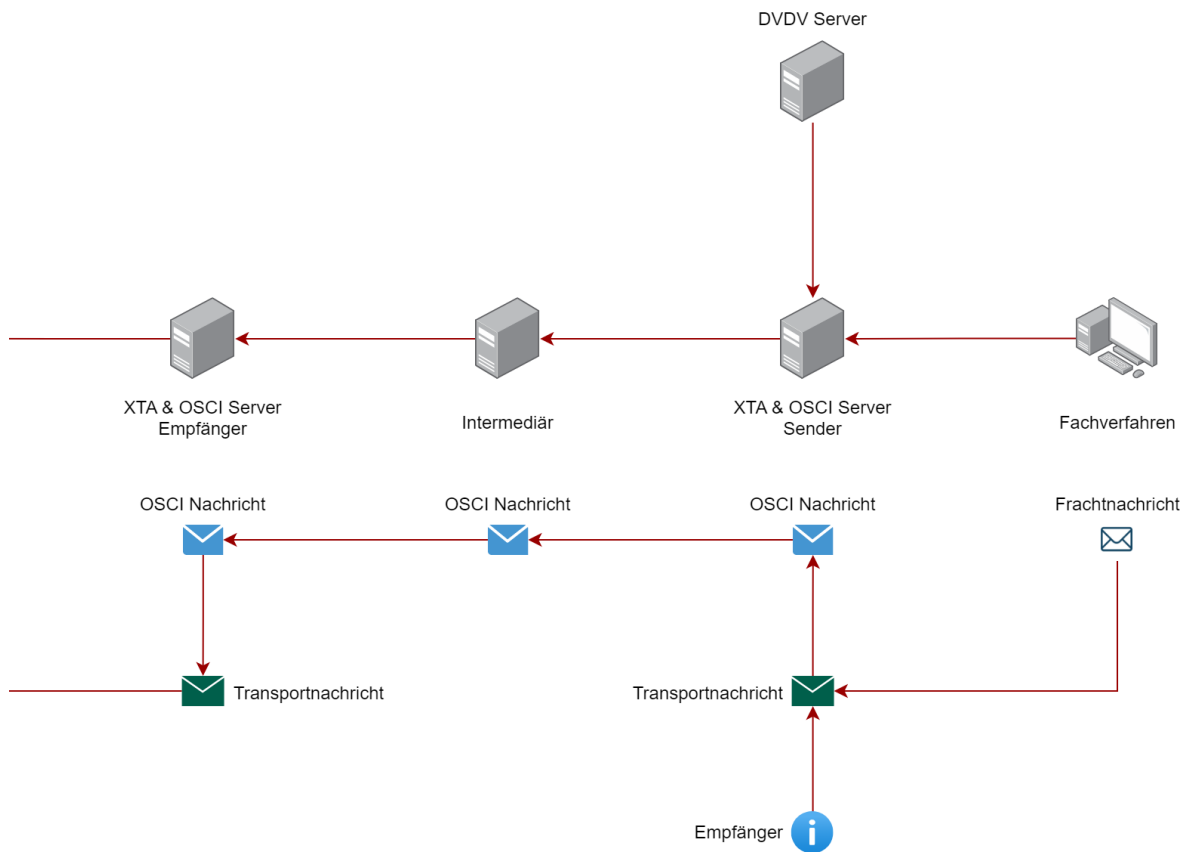 DVDV Server
XTA & OSCI Server
Empfänger
Intermediär
XTA & OSCI Server
Sender
Fachverfahren
OSCI Nachricht
OSCI Nachricht
OSCI Nachricht
Frachtnachricht
Transportnachricht
Transportnachricht
Empfänger